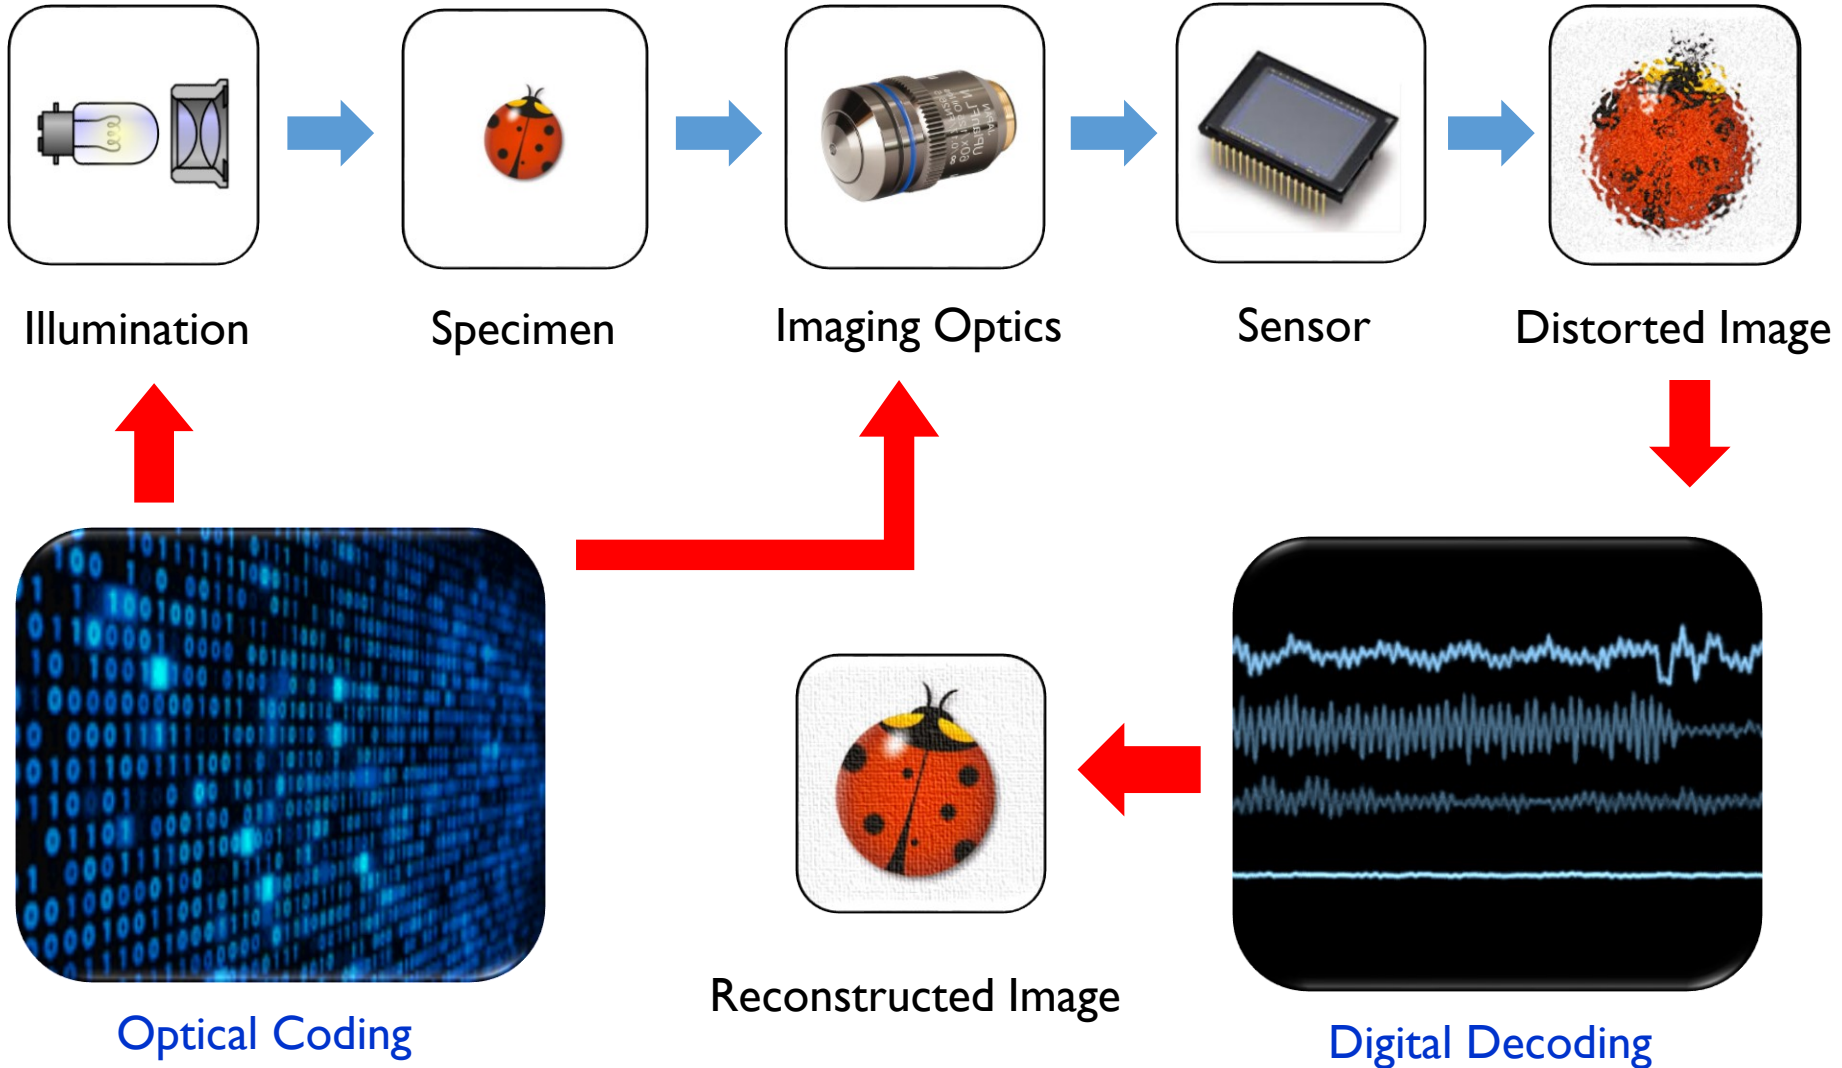 Illumination
Specimen
Imaging Optics
Sensor
Distorted Image
Reconstructed Image
Optical Coding
Digital Decoding